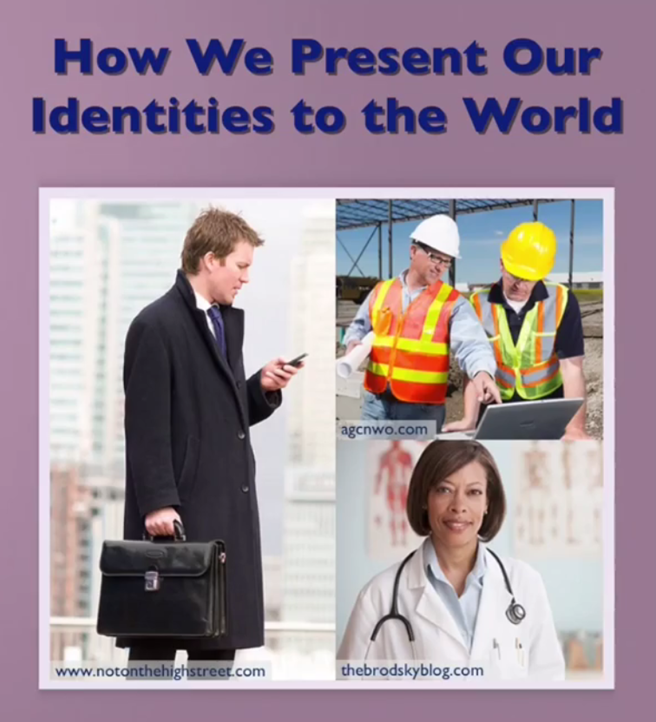 How We Present Our
Identities to the World
agcnwo.com
www.notonthehighstreet.com
thebrodskyblog.com